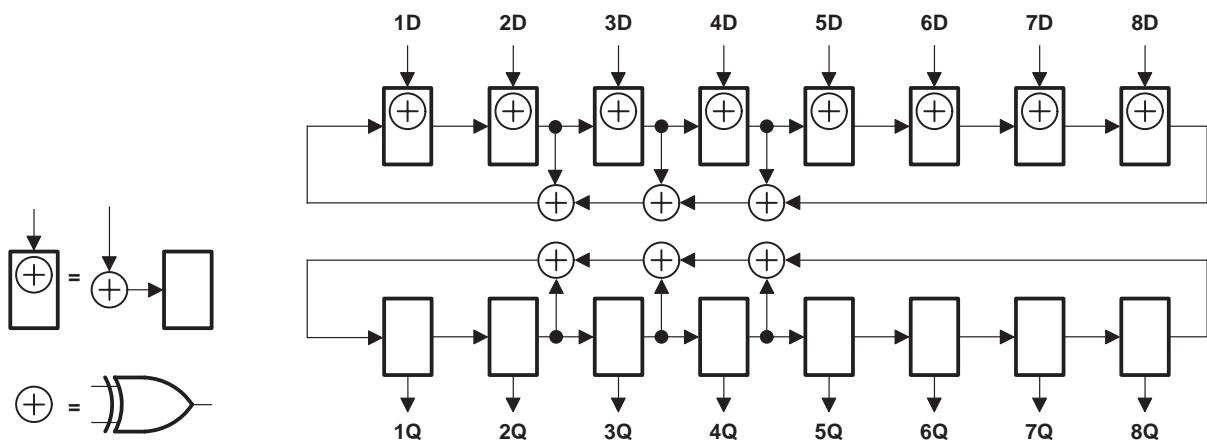 1D 2D 3D 4D 5D 6D 7D 8D
=
=
1Q 2Q 3Q 4Q 5Q 6Q 7Q 8Q